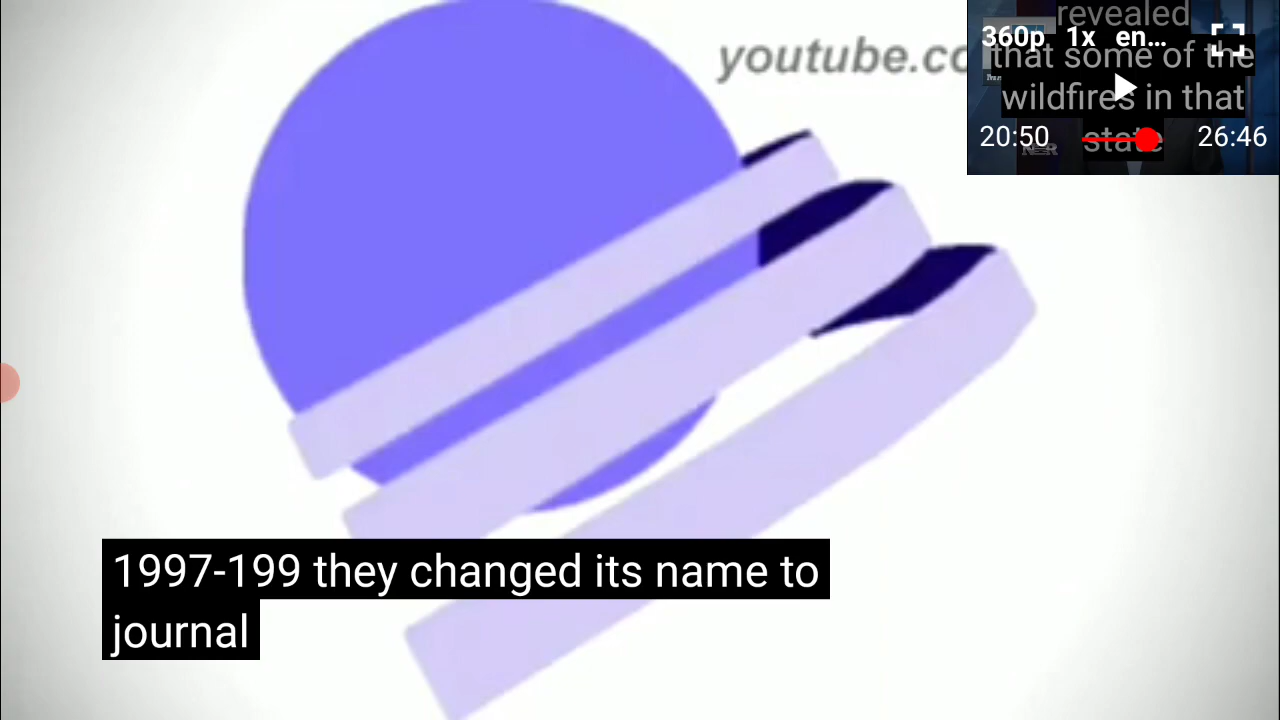 youtube.co
revealed
360p 1x en...
that some of the
wildfires in that
20:50 state 26:46
1997-199 they changed its name to
journal